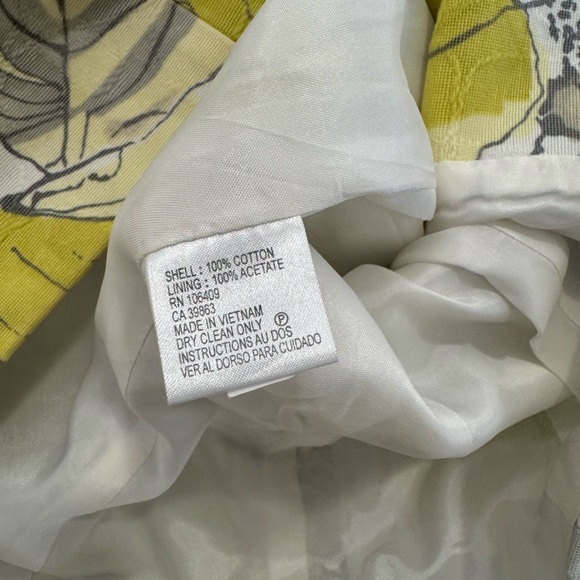 SHELL : 100% COTTON
LINING : 100% ACETATE
RN 106409
CA 39863
MADE IN VIETNAM
DRY CLEAN ONLY Ⓟ
INSTRUCTIONS AU DOS
VER AL DORSO PARA CUIDADO